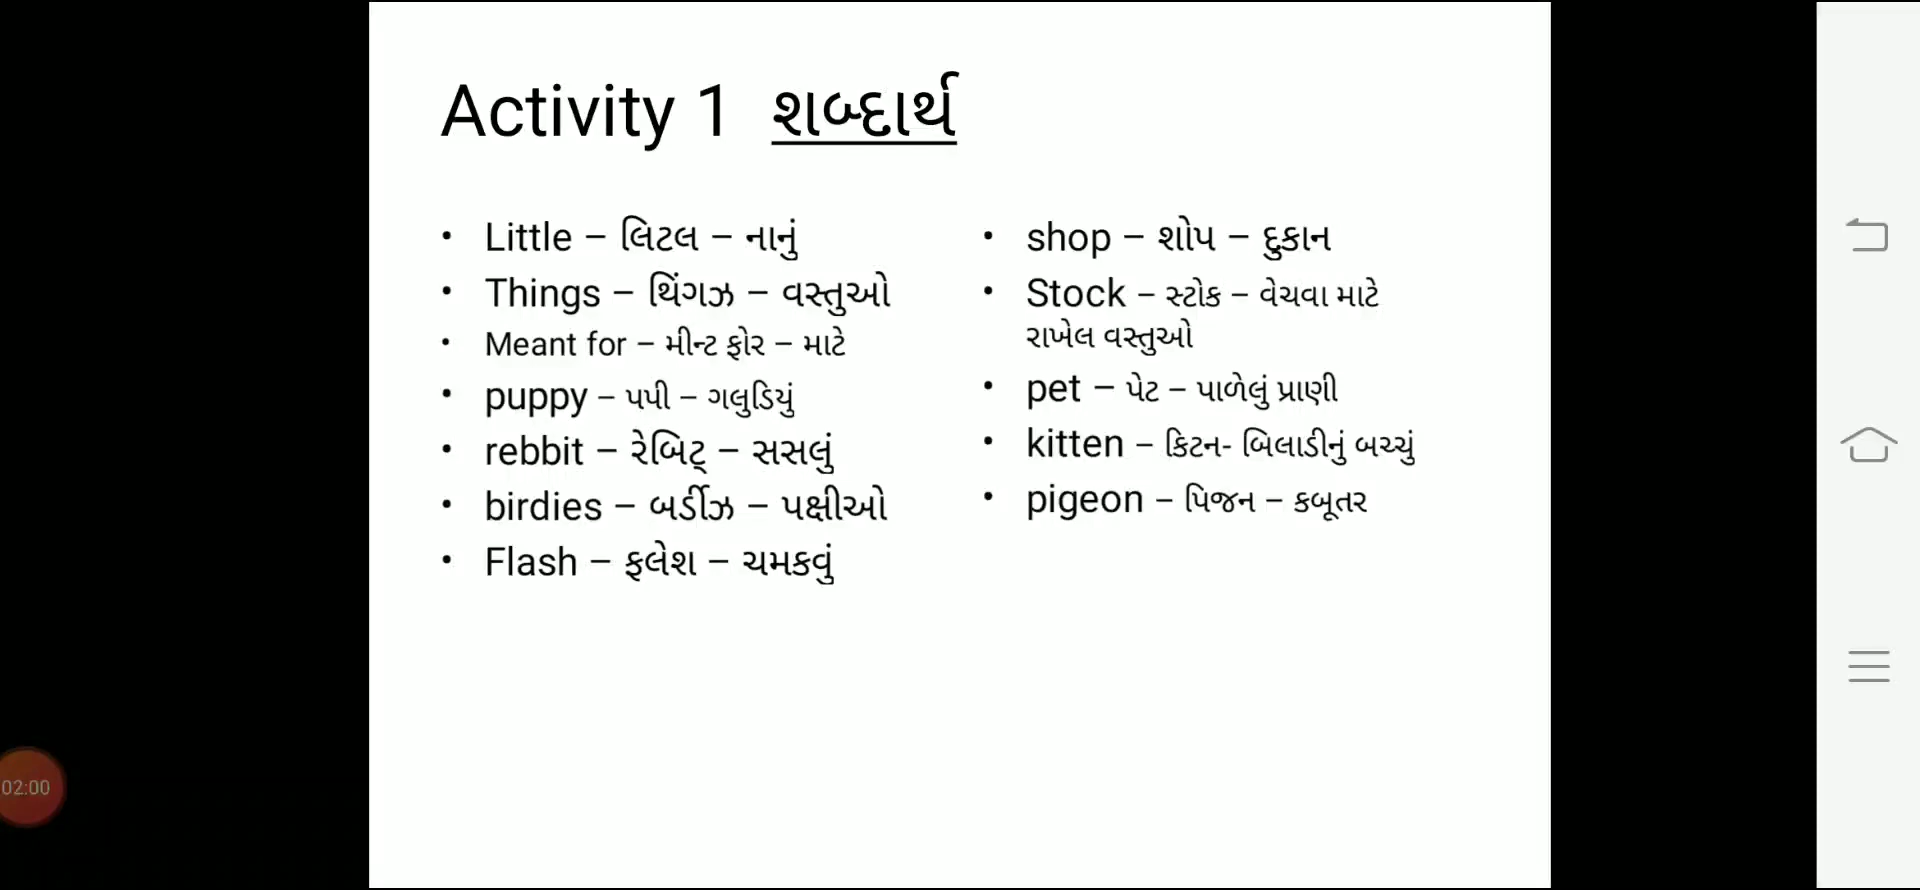 Activity 1 શબ્દાર્થ
Little – લિટલ – નાનું
Things – થિંગઝ – વસ્તુઓ
Meant for – મીન્ટ ફોર – માટે
puppy – પપી – ગલુડિયું
rebbit – રેબિટ્ – સસલું
birdies – બર્ડીઝ – પક્ષીઓ
Flash – ફલેશ – ચમકવું
shop – શોપ – દુકાન
Stock – સ્ટોક – વેચવા માટે
રાખેલ વસ્તુઓ
pet – પેટ – પાળેલું પ્રાણી
kitten – કિટન- બિલાડીનું બચ્ચું
pigeon – પિજન – કબૂતર
02:00